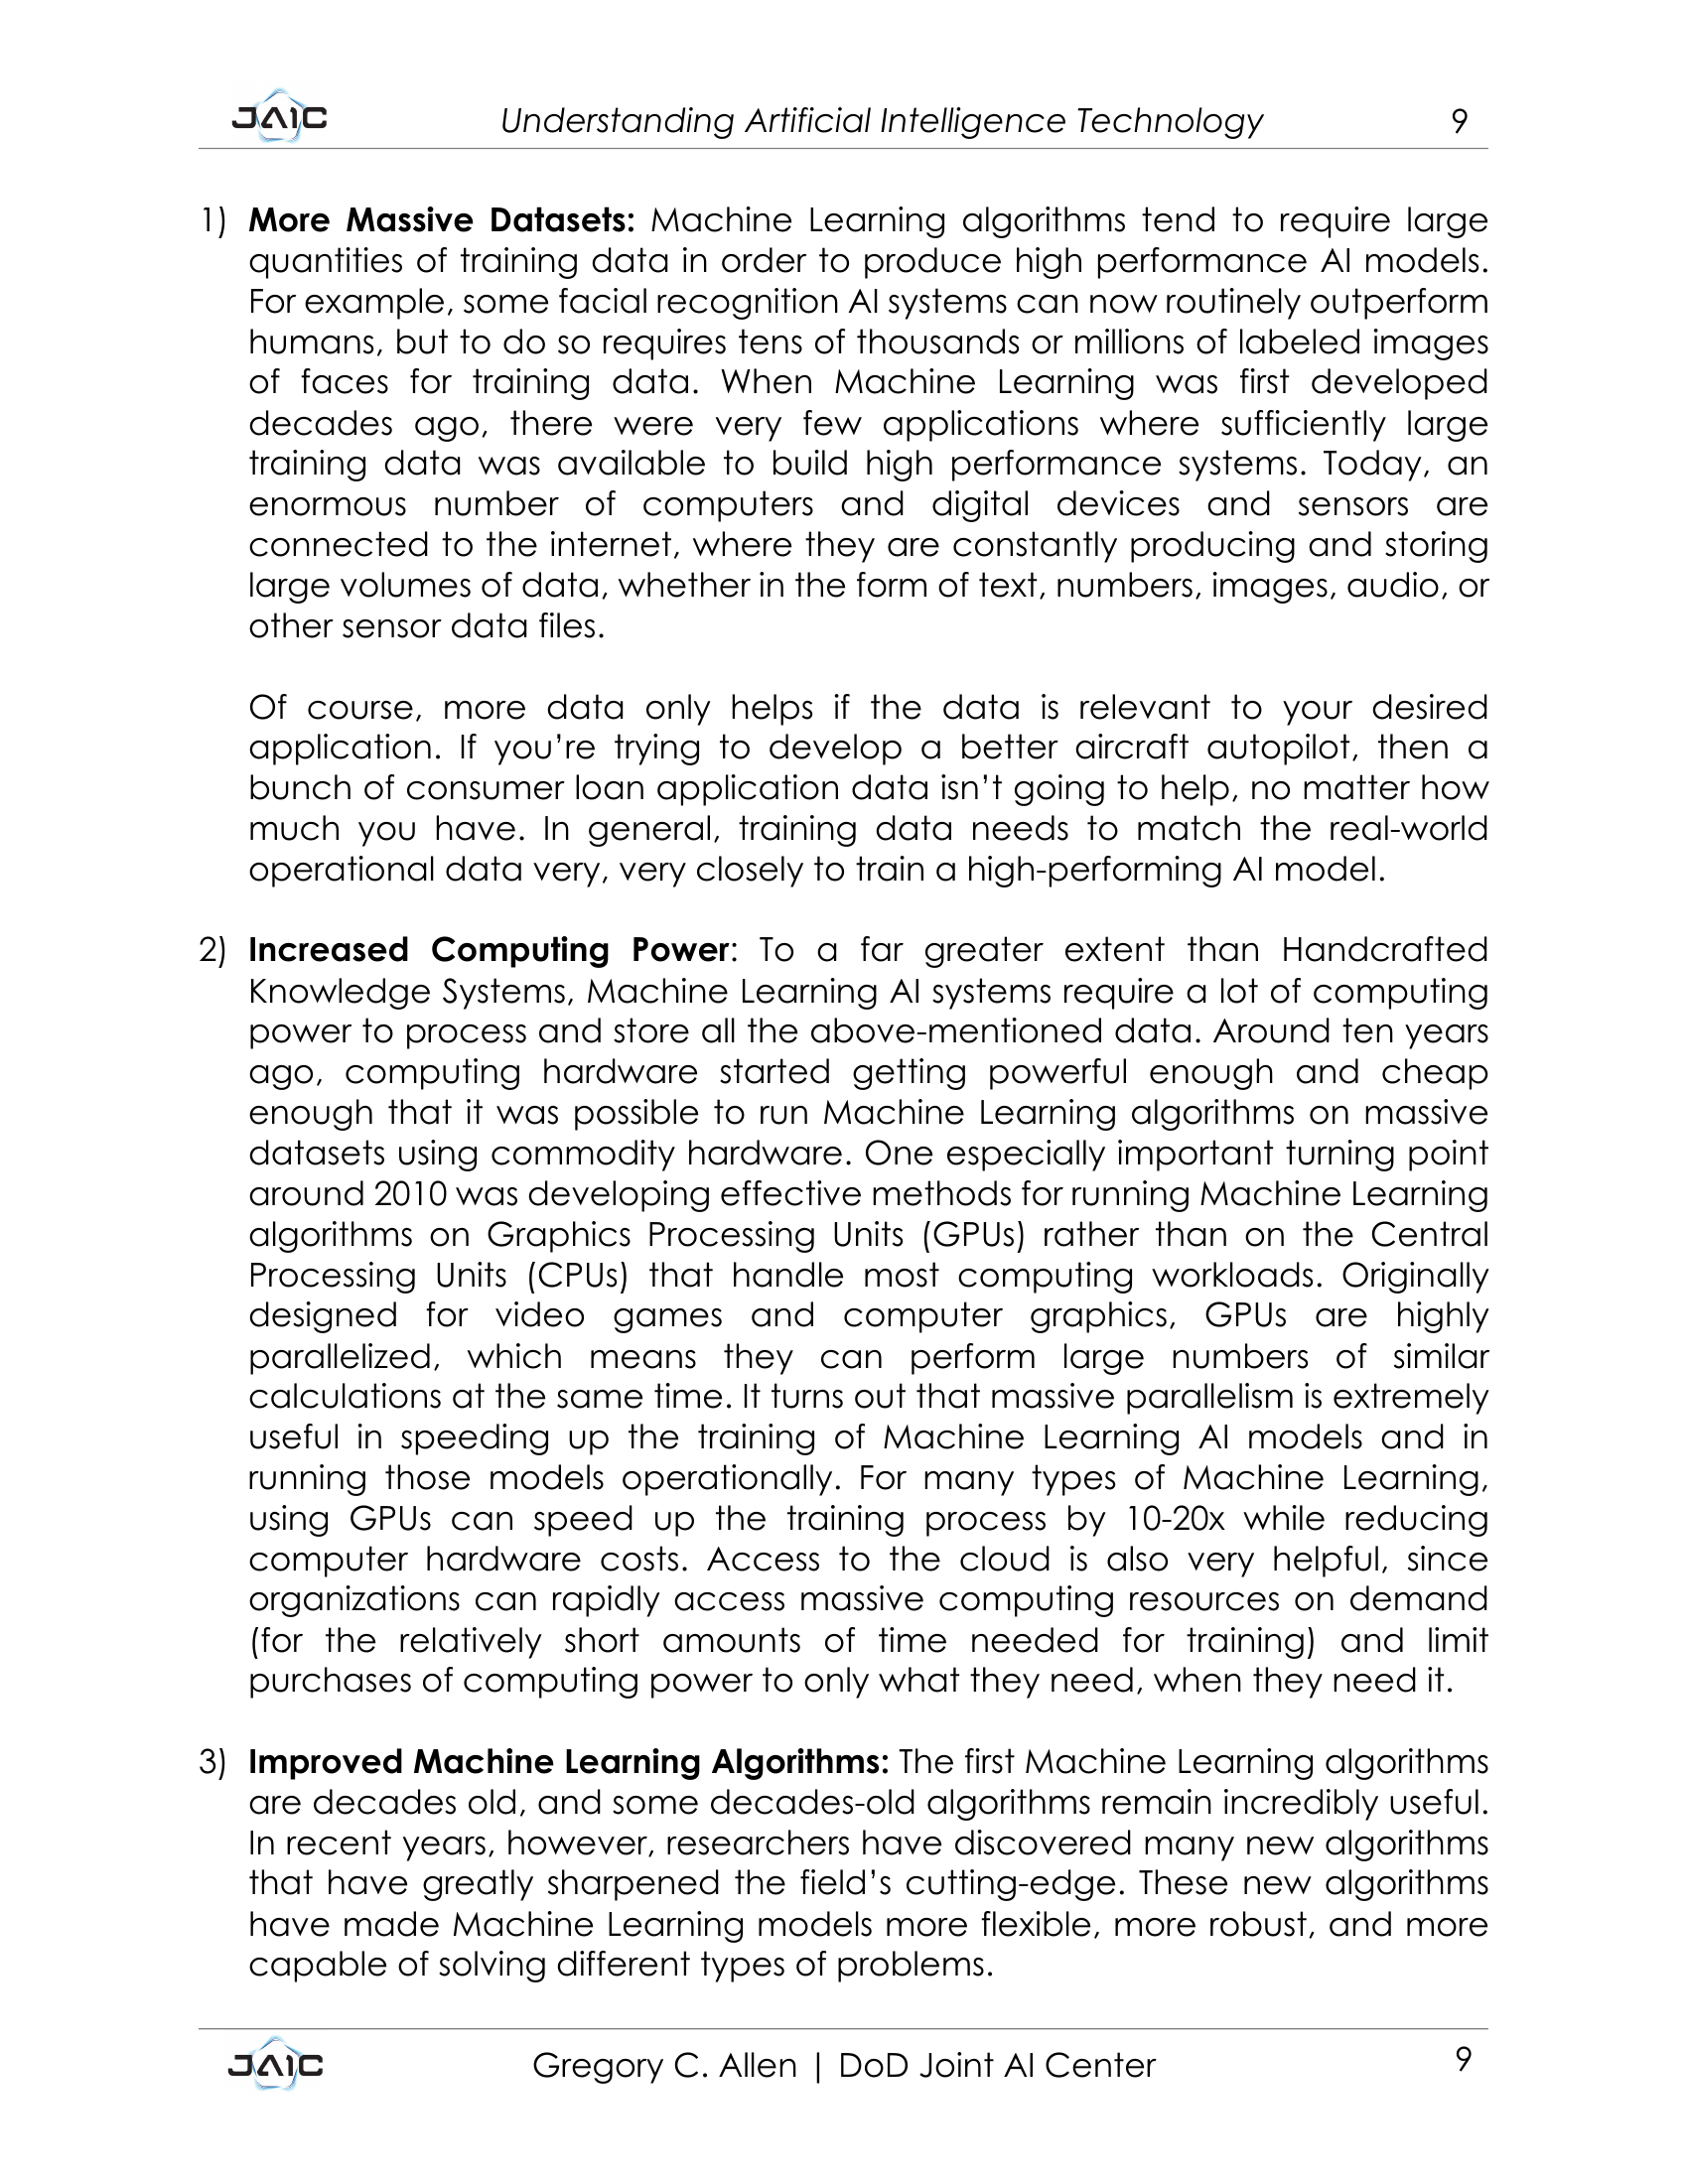 JAIC
Understanding Artificial Intelligence Technology
9
1) More Massive Datasets: Machine Learning algorithms tend to require large
quantities of training data in order to produce high performance AI models.
For example, some facial recognition AI systems can now routinely outperform
humans, but to do so requires tens of thousands or millions of labeled images
of faces for training data. When Machine Learning was first developed
decades ago, there were very few applications where sufficiently large
training data was available to build high performance systems. Today, an
enormous number of computers and digital devices and sensors are
connected to the internet, where they are constantly producing and storing
large volumes of data, whether in the form of text, numbers, images, audio, or
other sensor data files.
Of course, more data only helps if the data is relevant to your desired
application. If you’re trying to develop a better aircraft autopilot, then a
bunch of consumer loan application data isn’t going to help, no matter how
much you have. In general, training data needs to match the real-world
operational data very, very closely to train a high-performing AI model.
2) Increased Computing Power: To a far greater extent than Handcrafted
Knowledge Systems, Machine Learning AI systems require a lot of computing
power to process and store all the above-mentioned data. Around ten years
ago, computing hardware started getting powerful enough and cheap
enough that it was possible to run Machine Learning algorithms on massive
datasets using commodity hardware. One especially important turning point
around 2010 was developing effective methods for running Machine Learning
algorithms on Graphics Processing Units (GPUs) rather than on the Central
Processing Units (CPUs) that handle most computing workloads. Originally
designed for video games and computer graphics, GPUs are highly
parallelized, which means they can perform large numbers of similar
calculations at the same time. It turns out that massive parallelism is extremely
useful in speeding up the training of Machine Learning AI models and in
running those models operationally. For many types of Machine Learning,
using GPUs can speed up the training process by 10-20x while reducing
computer hardware costs. Access to the cloud is also very helpful, since
organizations can rapidly access massive computing resources on demand
(for the relatively short amounts of time needed for training) and limit
purchases of computing power to only what they need, when they need it.
3) Improved Machine Learning Algorithms: The first Machine Learning algorithms
are decades old, and some decades-old algorithms remain incredibly useful.
In recent years, however, researchers have discovered many new algorithms
that have greatly sharpened the field’s cutting-edge. These new algorithms
have made Machine Learning models more flexible, more robust, and more
capable of solving different types of problems.
JAIC
Gregory C. Allen | DoD Joint AI Center
9